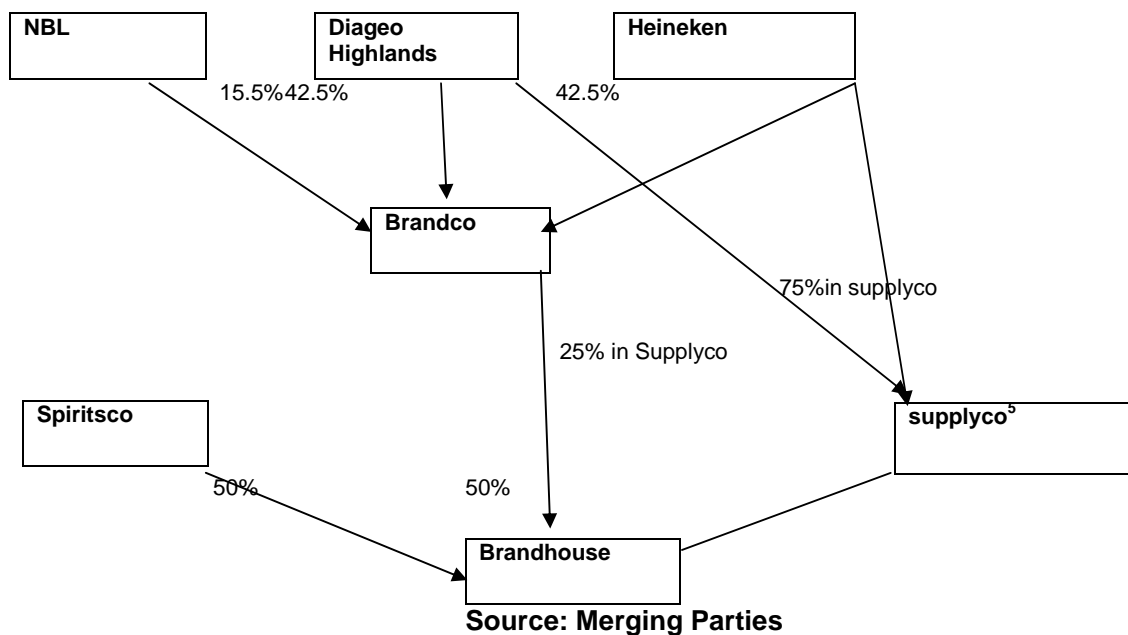 NBL
Diageo
Highlands
Heineken
15.5%42.5%
42.5%
Brandco
75%in supplyco
25% in Supplyco
Spiritsco
supplyco⁵
50%
50%
Brandhouse
Source: Merging Parties